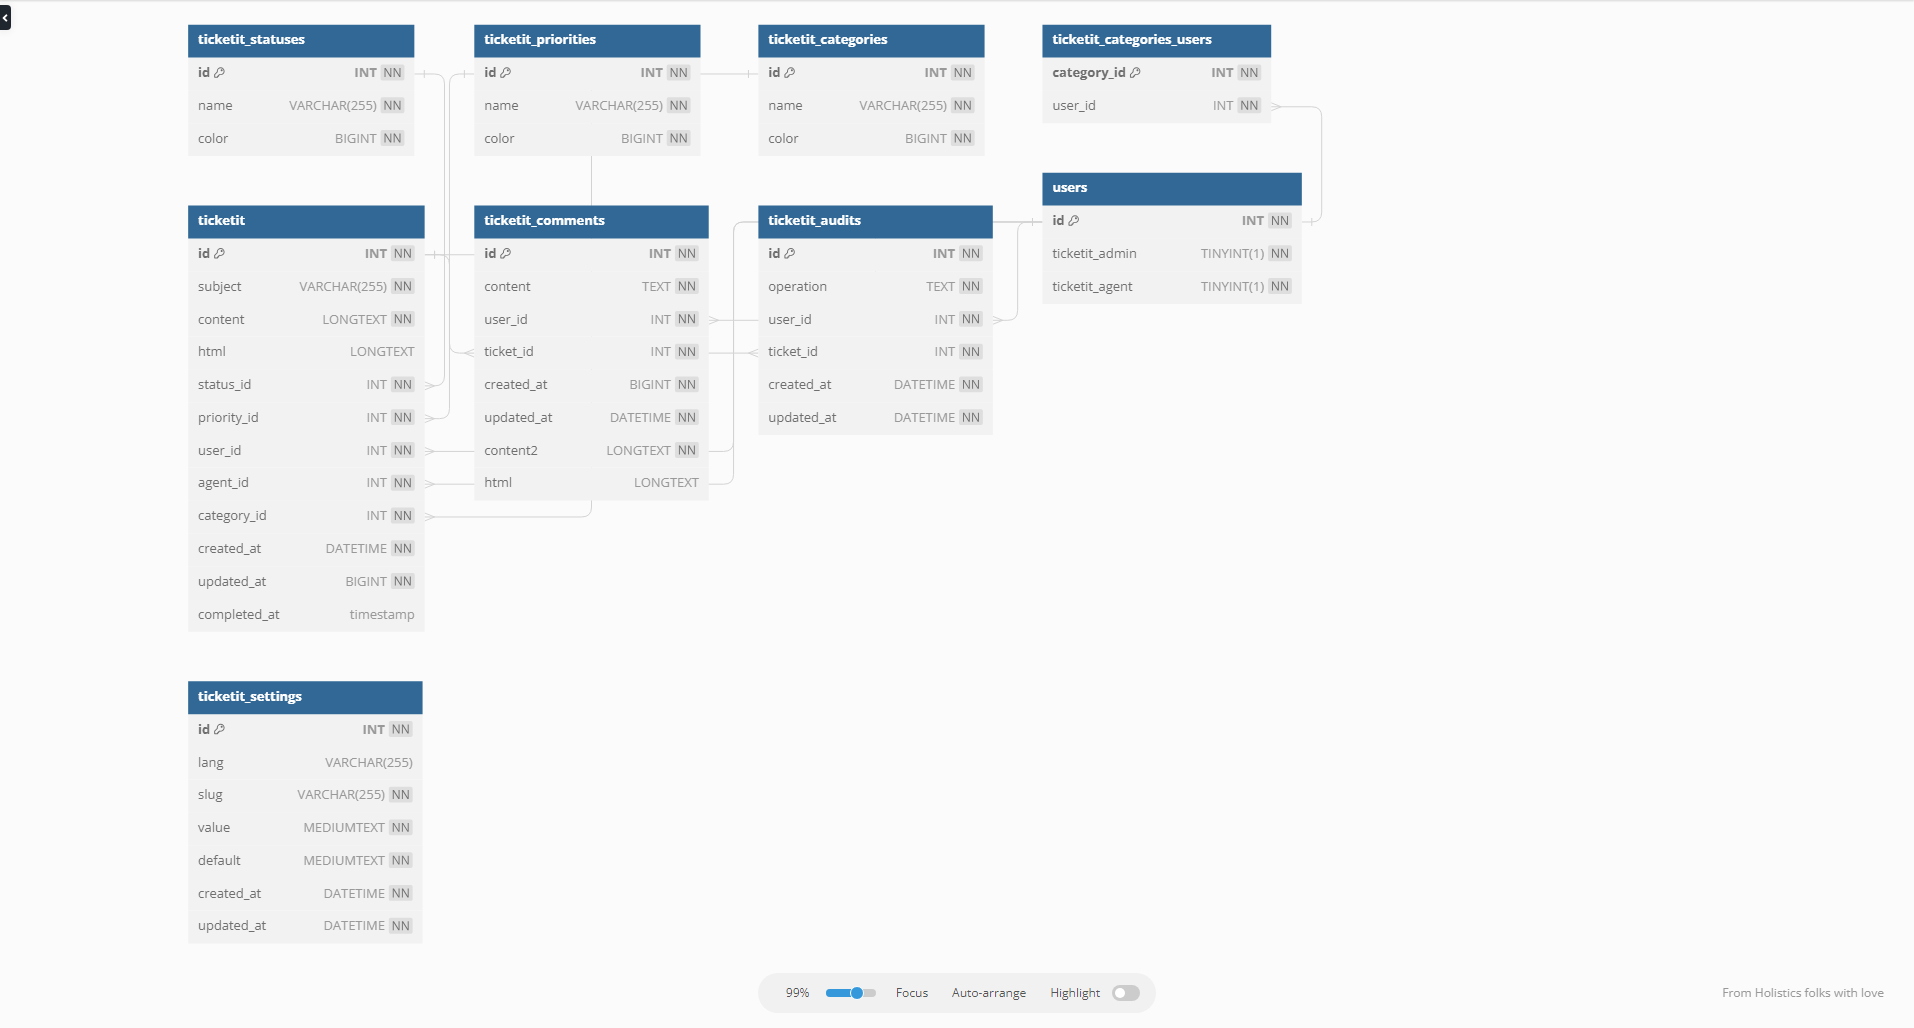 ticketit_statuses
id INT NN
name VARCHAR(255) NN
color BIGINT NN
ticketit_priorities
id INT NN
name VARCHAR(255) NN
color BIGINT NN
ticketit_categories
id INT NN
name VARCHAR(255) NN
color BIGINT NN
ticketit_categories_users
category_id INT NN
user_id INT NN
users
id INT NN
ticketit_admin TINYINT(1) NN
ticketit_agent TINYINT(1) NN
ticketit
id INT NN
subject VARCHAR(255) NN
content LONGTEXT NN
html LONGTEXT
status_id INT NN
priority_id INT NN
user_id INT NN
agent_id INT NN
category_id INT NN
created_at DATETIME NN
updated_at BIGINT NN
completed_at timestamp
ticketit_comments
id INT NN
content TEXT NN
user_id INT NN
ticket_id INT NN
created_at BIGINT NN
updated_at DATETIME NN
content2 LONGTEXT NN
html LONGTEXT
ticketit_audits
id INT NN
operation TEXT NN
user_id INT NN
ticket_id INT NN
created_at DATETIME NN
updated_at DATETIME NN
ticketit_settings
id INT NN
lang VARCHAR(255)
slug VARCHAR(255) NN
value MEDIUMTEXT NN
default MEDIUMTEXT NN
created_at DATETIME NN
updated_at DATETIME NN
99% Focus Auto-arrange Highlight
From Holistics folks with love